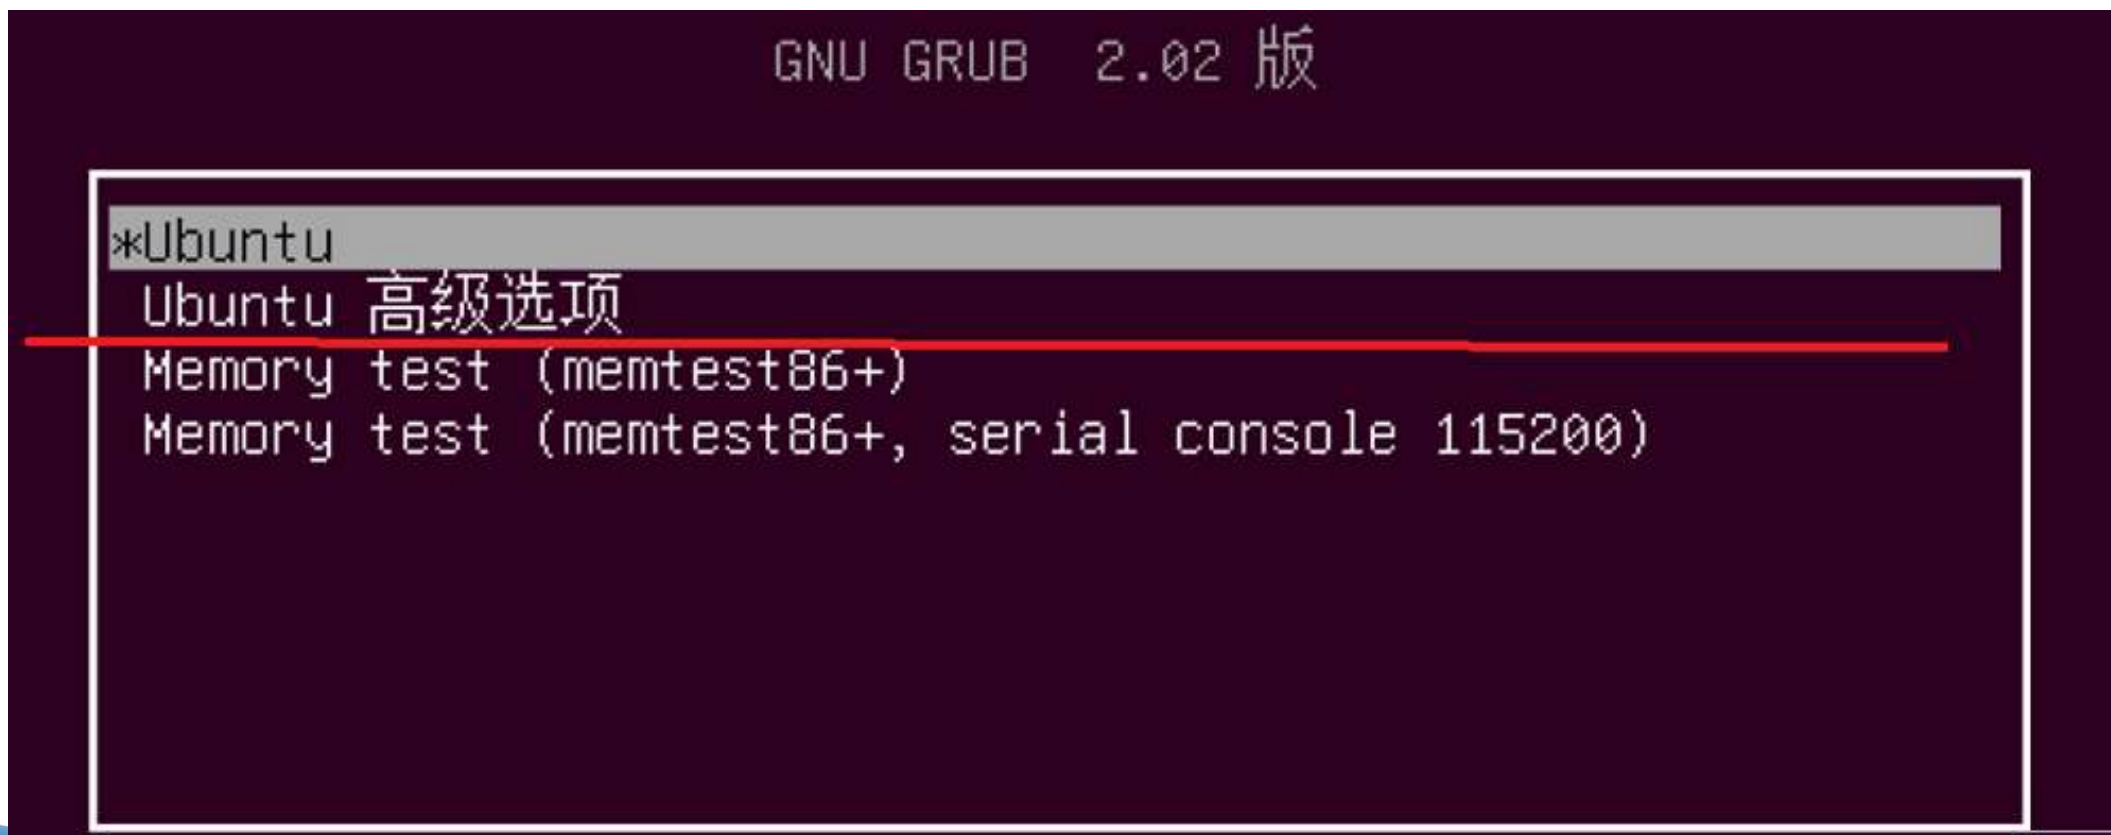 GNU GRUB  2.02 版
*Ubuntu
Ubuntu 高级选项
Memory test (memtest86+)
Memory test (memtest86+, serial console 115200)